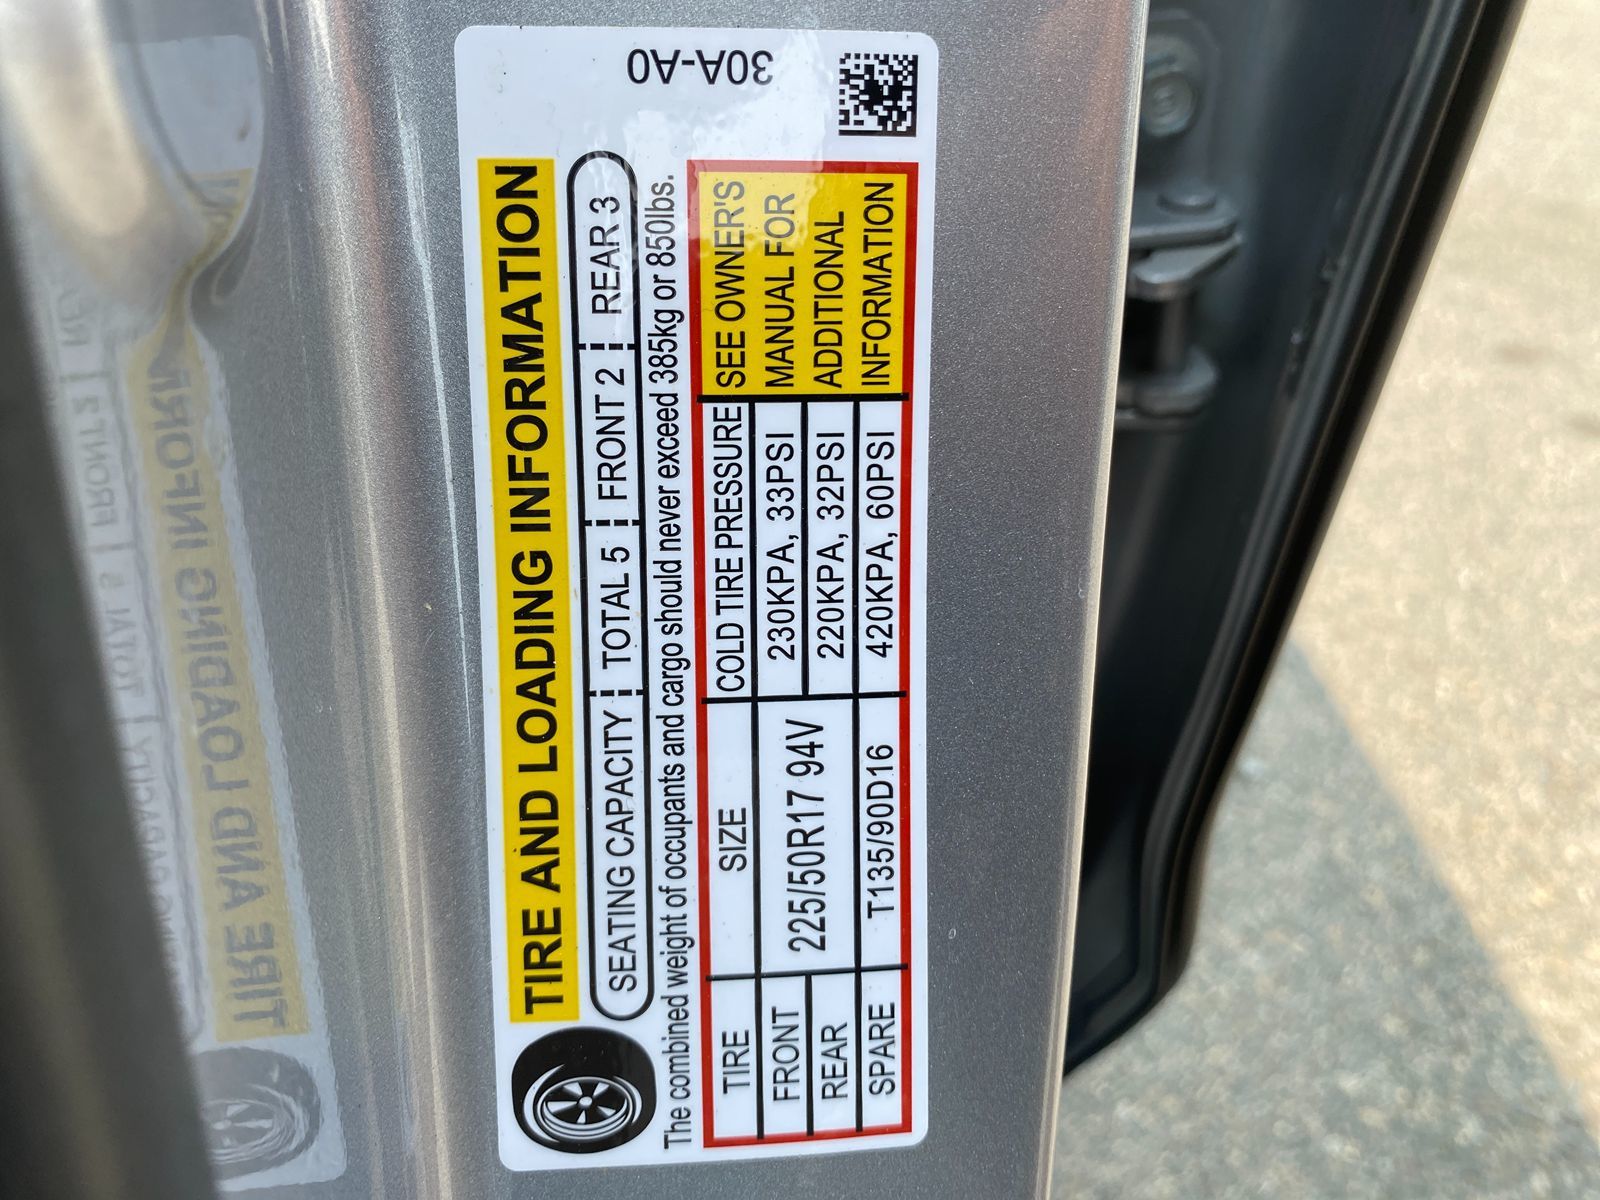 30A-A0
TIRE AND LOADING INFORMATION
SEATING CAPACITY TOTAL 5 FRONT 2 REAR 3
The combined weight of occupants and cargo should never exceed 385kg or 850lbs.
TIRE SIZE COLD TIRE PRESSURE
FRONT 225/50R17 94V 230KPA, 33PSI
REAR 220KPA, 32PSI
SPARE T135/90D16 420KPA, 60PSI
SEE OWNER'S
MANUAL FOR
ADDITIONAL
INFORMATION